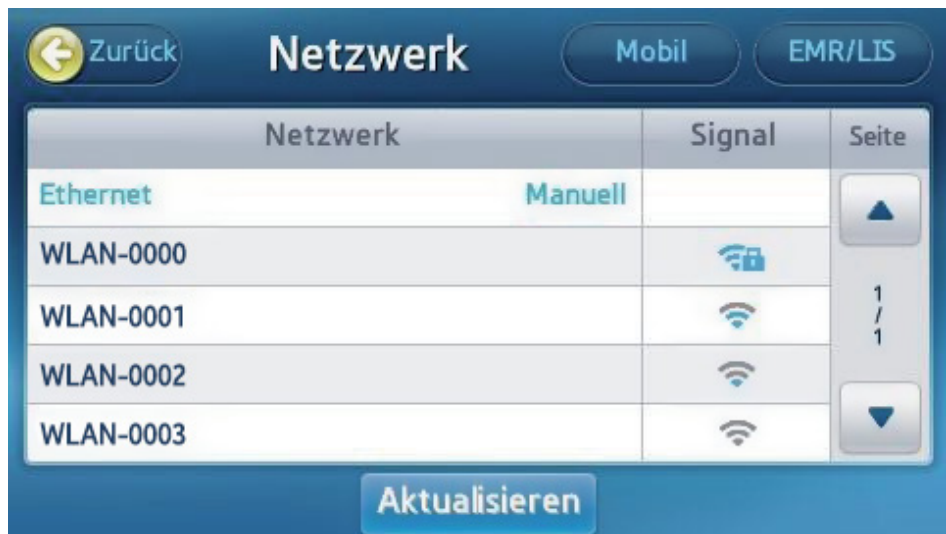 Zurück Netzwerk Mobil EMR/LIS
Netzwerk Signal Seite
Ethernet Manuell
WLAN-0000
WLAN-0001
1
/
1
WLAN-0002
WLAN-0003
Aktualisieren